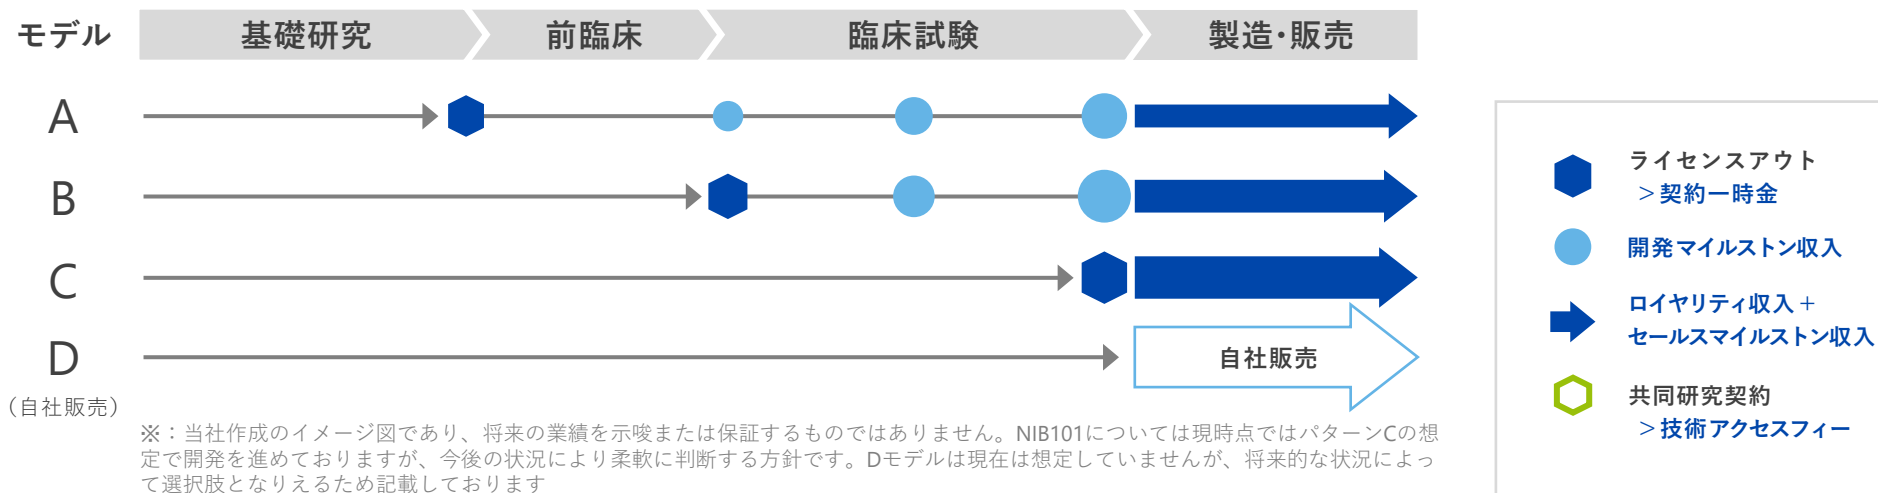 モデル
基礎研究
前臨床
臨床試験
製造・販売
A
B
C
D
（自社販売）
自社販売
ライセンスアウト
＞契約一時金
開発マイルストン収入
ロイヤリティ収入＋
セールスマイルストン収入
共同研究契約
＞技術アクセスフィー
※：当社作成のイメージ図であり、将来の業績を示唆または保証するものではありません。NIB101については現時点ではパターンCの想
定で開発を進めておりますが、今後の状況により柔軟に判断する方針です。Dモデルは現在は想定していませんが、将来的な状況によっ
て選択肢となりえるため記載しております